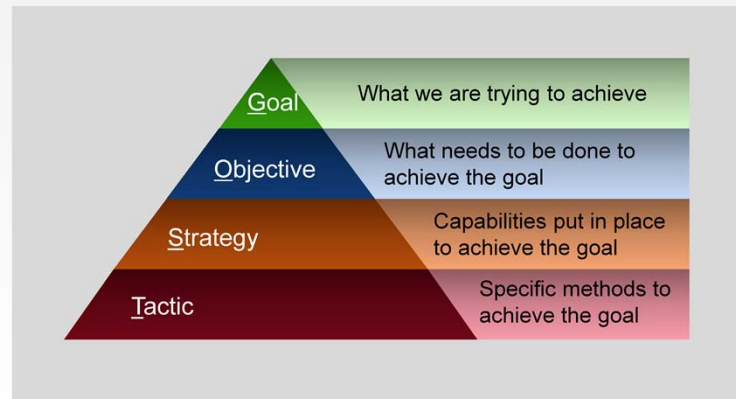 Goal
What we are trying to achieve
Objective
What needs to be done to
achieve the goal
Strategy
Capabilities put in place
to achieve the goal
Tactic
Specific methods to
achieve the goal